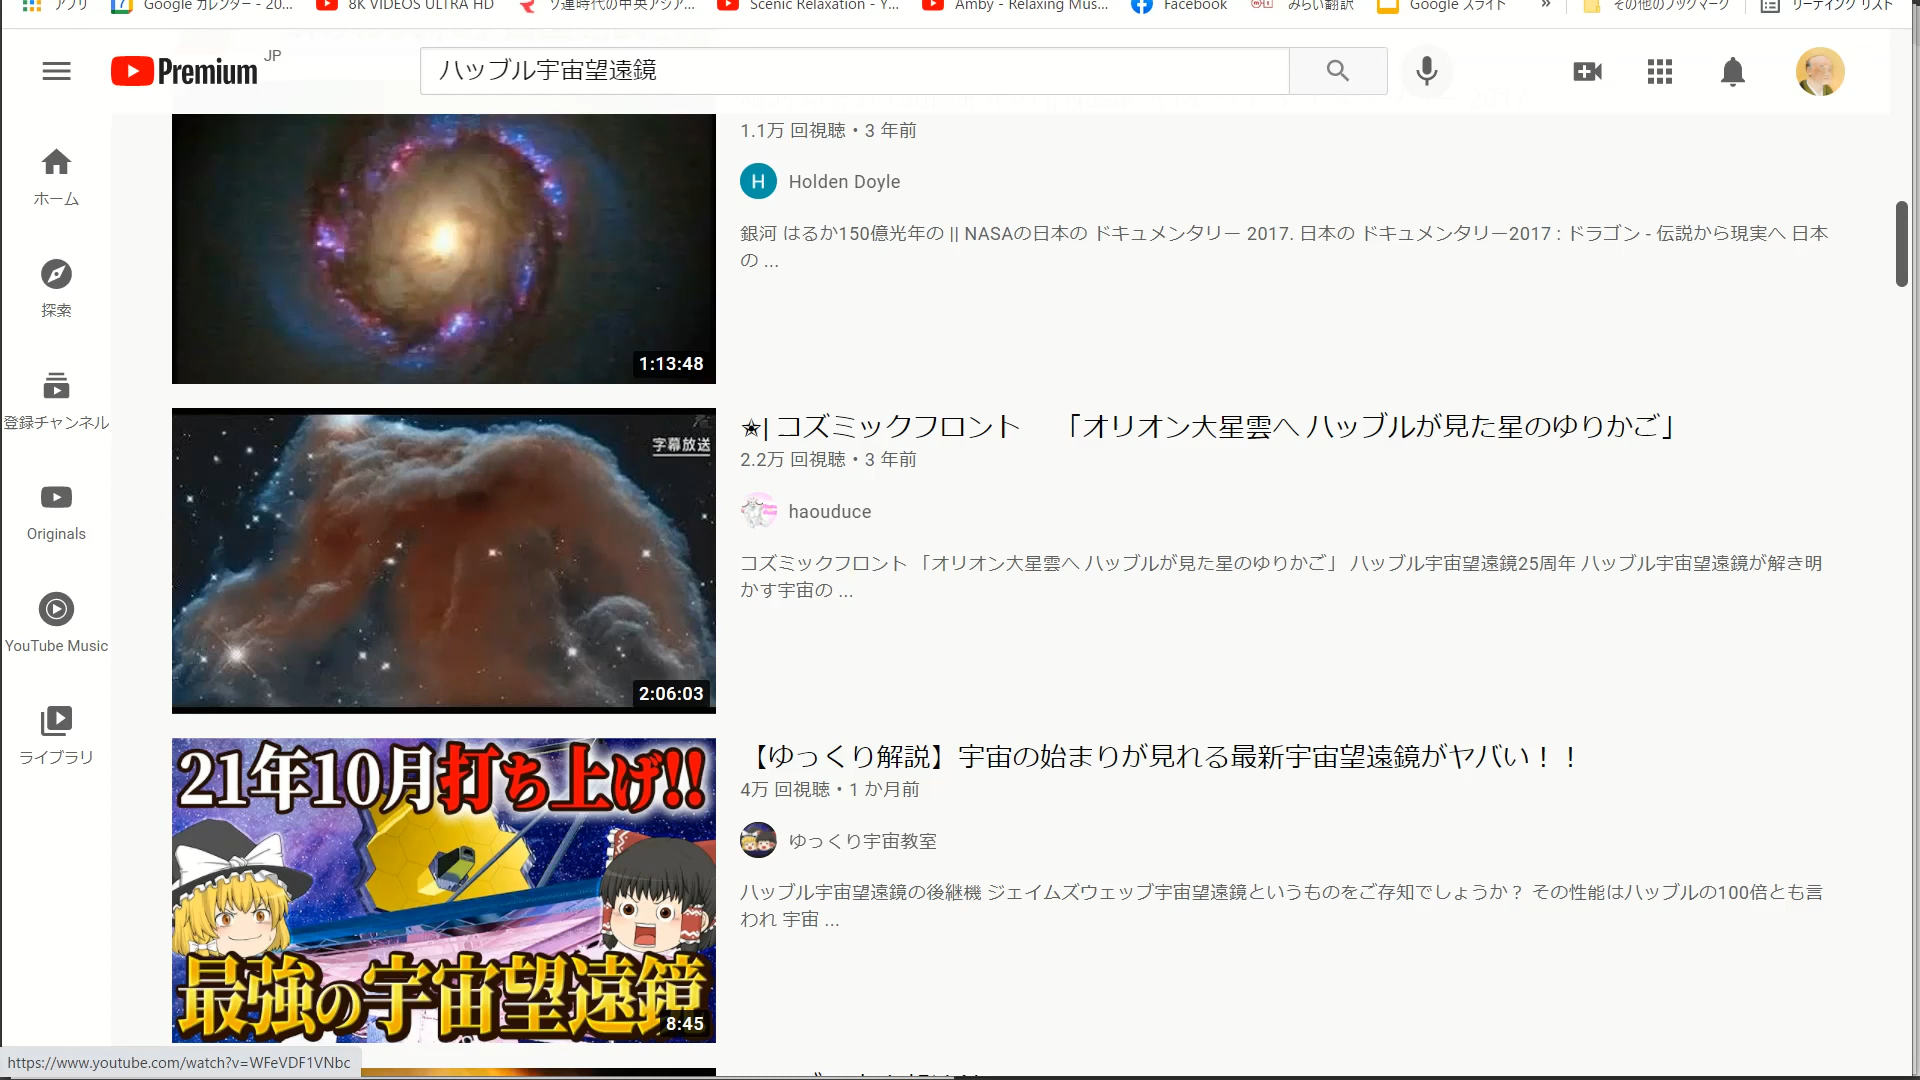 アプリ
Google カレンダー - 20...
8K VIDEOS ULTRA HD
ソ連時代の中央アジア...
Scenic Relaxation - Y...
Amby - Relaxing Mus...
Facebook
みらい翻訳
Google スライド
»
その他のブックマーク
リーディング リスト
Premium JP
ハッブル宇宙望遠鏡
ホーム
探索
登録チャンネル
Originals
YouTube Music
ライブラリ
1:13:48
1.1万 回視聴・3 年前
H
Holden Doyle
銀河 はるか150億光年の || NASAの日本の ドキュメンタリー 2017. 日本の ドキュメンタリー2017 : ドラゴン - 伝説から現実へ 日本
の ...
字幕放送
2:06:03
✭| コズミックフロント 「オリオン大星雲へ ハッブルが見た星のゆりかご」
2.2万 回視聴・3 年前
haouduce
コズミックフロント 「オリオン大星雲へ ハッブルが見た星のゆりかご」 ハッブル宇宙望遠鏡25周年 ハッブル宇宙望遠鏡が解き明
かす宇宙の ...
21年10月打ち上げ!!
最強の宇宙望遠鏡
8:45
【ゆっくり解説】宇宙の始まりが見れる最新宇宙望遠鏡がヤバい！！
4万 回視聴・1 か月前
ゆっくり宇宙教室
ハッブル宇宙望遠鏡の後継機 ジェイムズウェッブ宇宙望遠鏡というものをご存知でしょうか？ その性能はハッブルの100倍とも言
われ 宇宙 ...
https://www.youtube.com/watch?v=WFeVDF1VNbc